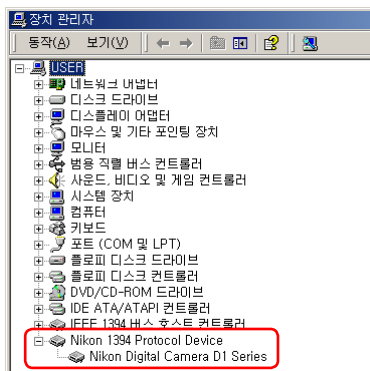 장치 관리자
동작(A) 보기(V)
USER
네트워크 어댑터
디스크 드라이브
디스플레이 어댑터
마우스 및 기타 포인팅 장치
모니터
범용 직렬 버스 컨트롤러
사운드, 비디오 및 게임 컨트롤러
시스템 장치
컴퓨터
키보드
포트 (COM 및 LPT)
플로피 디스크 드라이브
플로피 디스크 컨트롤러
DVD/CD-ROM 드라이브
IDE ATA/ATAPI 컨트롤러
IEEE 1394 버스 호스트 컨트롤러
Nikon 1394 Protocol Device
Nikon Digital Camera D1 Series